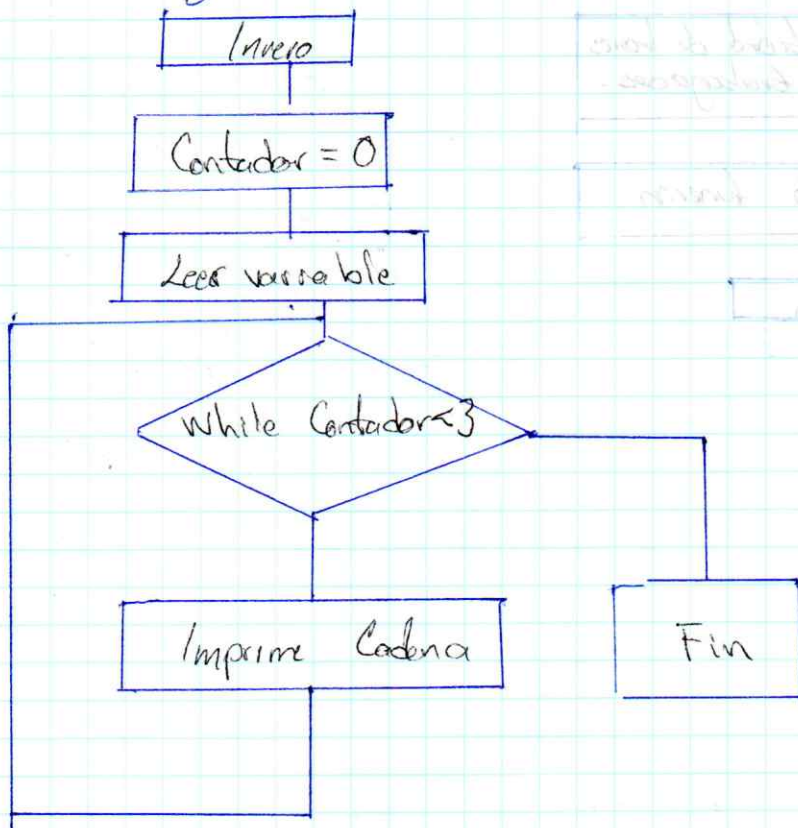 Inicio
Contador = 0
Leer variable
While Contador<3
Imprime Cadena
Fin